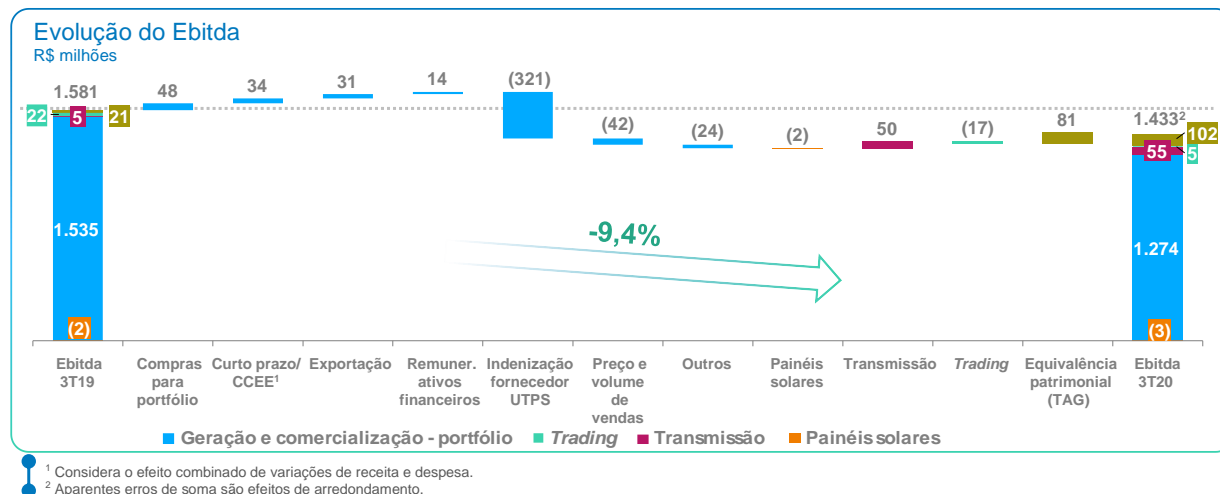 Evolução do Ebitda
R$ milhões
1.581
48
34
31
14
(321)
(42)
(24)
(2)
50
(17)
81
1.433²
22
5
21
102
55
5
1.535
-9,4%
1.274
(2)
(3)
Ebitda
3T19
Compras
para
portfólio
Curto prazo/
CCEE¹
Exportação
Remuner.
ativos
financeiros
Indenização
fornecedor
UTPS
Preço e
volume
de
vendas
Outros
Painéis
solares
Transmissão
Trading
Equivalência
patrimonial
(TAG)
Ebitda
3T20
Geração e comercialização - portfólio
Trading
Transmissão
Painéis solares
¹ Considera o efeito combinado de variações de receita e despesa.
² Aparentes erros de soma são efeitos de arredondamento.